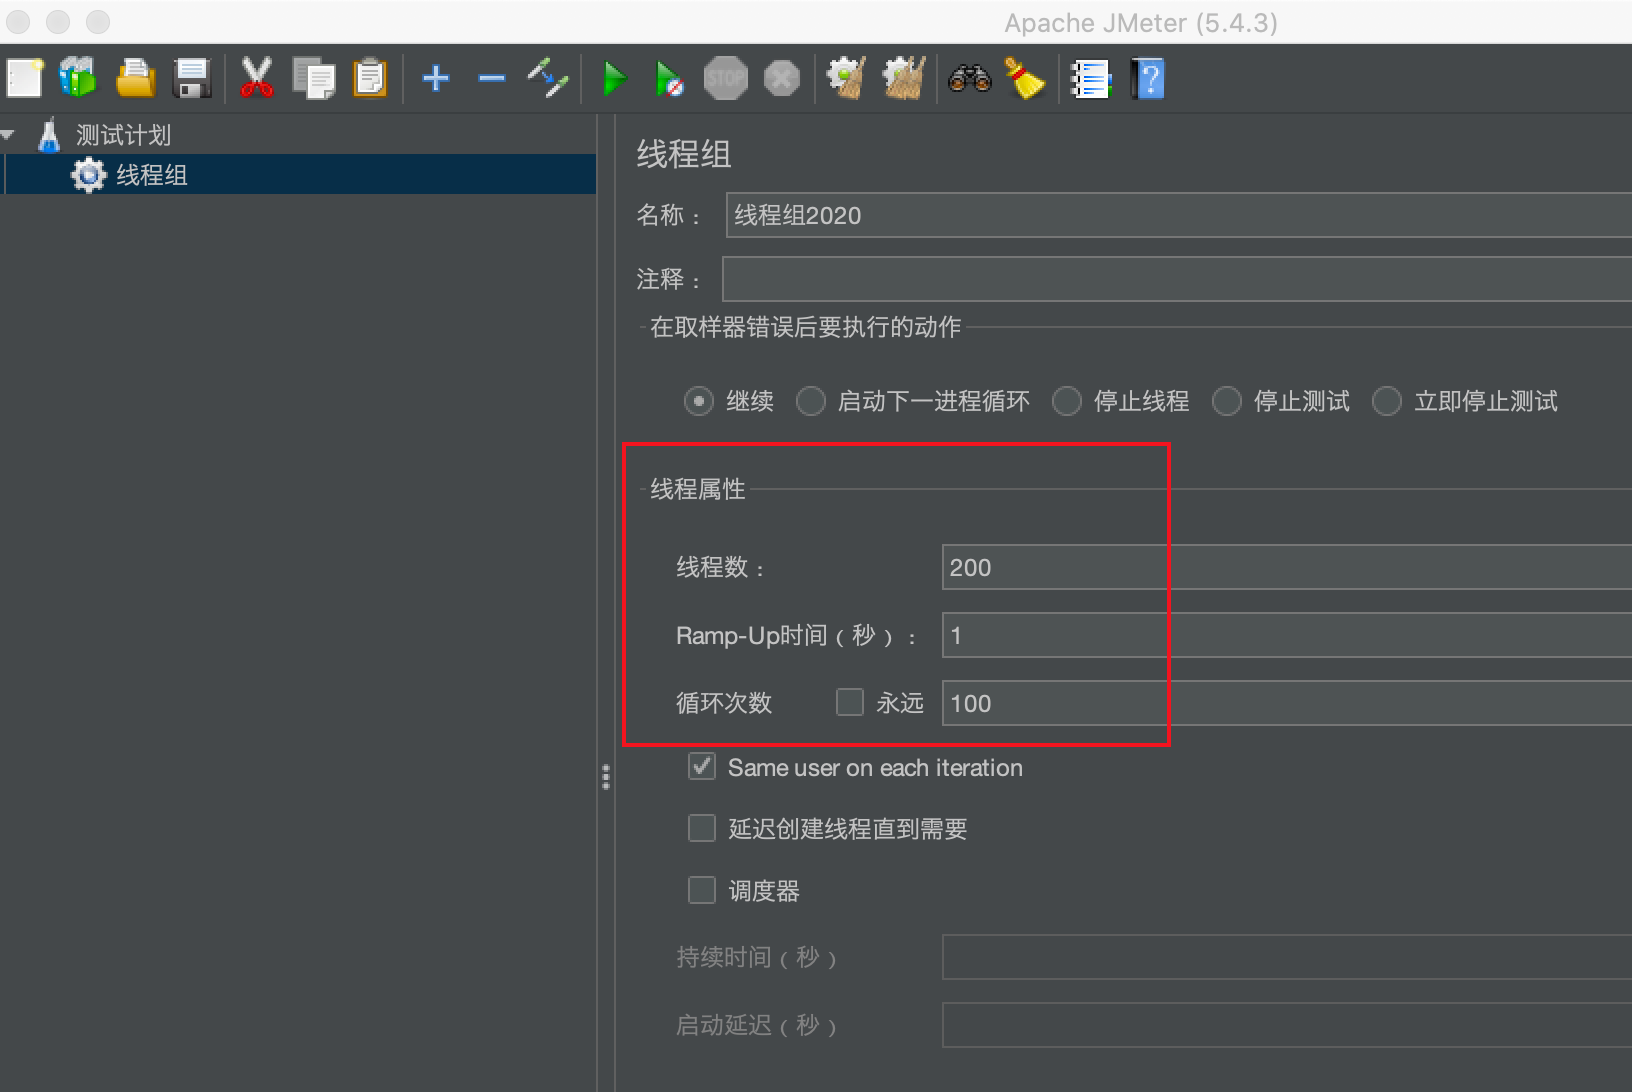 Apache JMeter (5.4.3)
STOP
测试计划
线程组
线程组
名称：
线程组2020
注释：
在取样器错误后要执行的动作
继续 启动下一进程循环 停止线程 停止测试 立即停止测试
线程属性
线程数： 200
Ramp-Up时间（秒）： 1
循环次数 永远 100
Same user on each iteration
延迟创建线程直到需要
调度器
持续时间（秒）
启动延迟（秒）